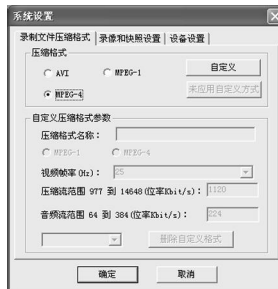 系统设置
录制文件压缩格式 录像和快照设置 设备设置
压缩格式
AVI MPEG-1 自定义
MPEG-4 未应用自定义方式
自定义压缩格式参数
压缩格式名称：
MPEG-1 MPEG-4
视频帧率(Hz)： 25
压缩流范围 977 到 14648(位率Kbit/s)： 1120
音频流范围 64 到 384(位率Kbit/s)： 224
删除自定义格式
确定 取消